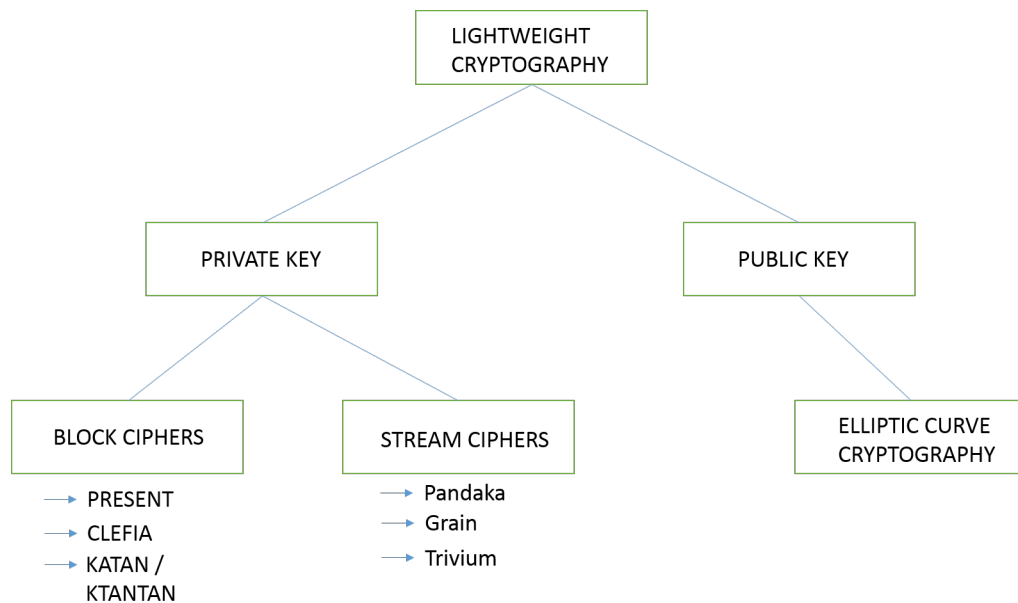 LIGHTWEIGHT
CRYPTOGRAPHY
PRIVATE KEY
PUBLIC KEY
BLOCK CIPHERS
STREAM CIPHERS
ELLIPTIC CURVE
CRYPTOGRAPHY
PRESENT
CLEFIA
KATAN /
KTANTAN
Pandaka
Grain
Trivium